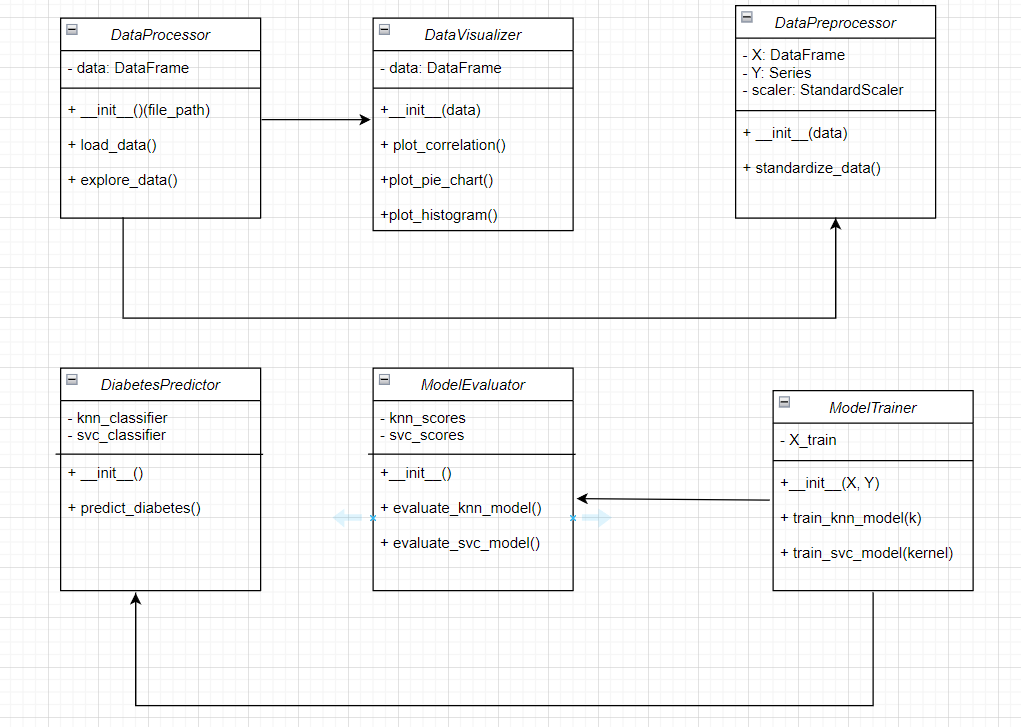 DataProcessor
- data: DataFrame
+ __init__()(file_path)
+ load_data()
+ explore_data()
DataVisualizer
- data: DataFrame
+__init__(data)
+ plot_correlation()
+plot_pie_chart()
+plot_histogram()
DataPreprocessor
- X: DataFrame
- Y: Series
- scaler: StandardScaler
+ __init__(data)
+ standardize_data()
DiabetesPredictor
- knn_classifier
- svc_classifier
+ __init__()
+ predict_diabetes()
ModelEvaluator
- knn_scores
- svc_scores
+__init__()
+ evaluate_knn_model()
+ evaluate_svc_model()
ModelTrainer
- X_train
+__init__(X, Y)
+ train_knn_model(k)
+ train_svc_model(kernel)